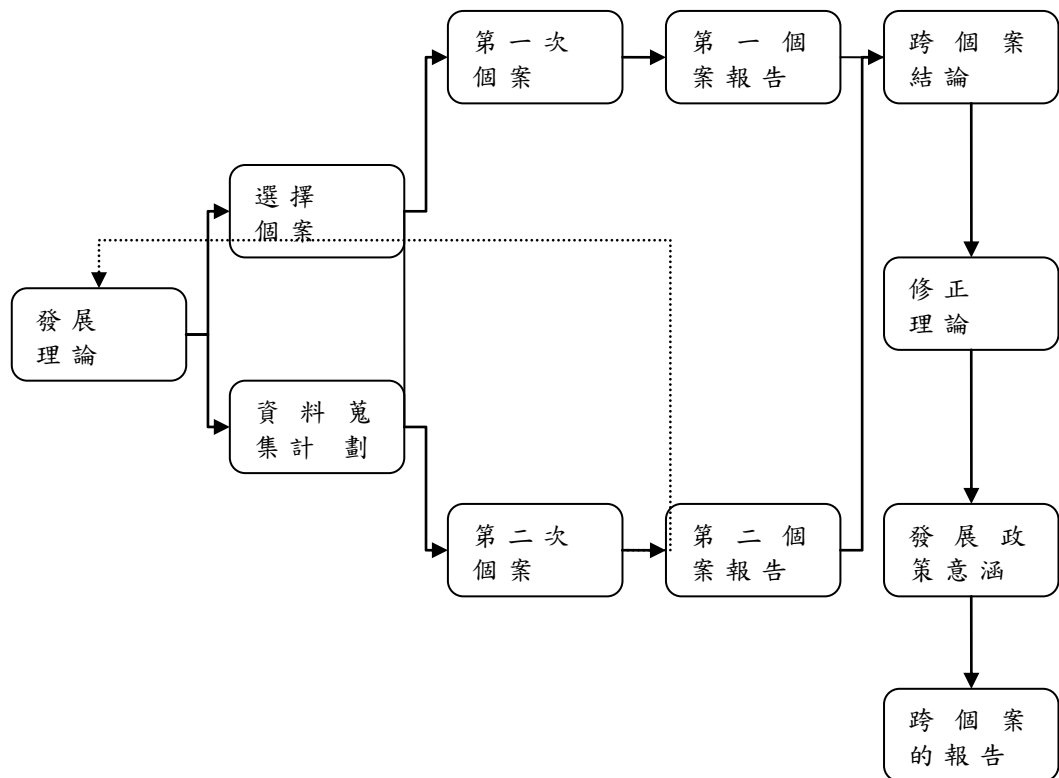 第一次
個案
第一個
案報告
跨個案
結論
選擇
個案
發展
理論
修正
理論
資料蒐
集計劃
第二次
個案
第二個
案報告
發展政
策意涵
跨個案
的報告